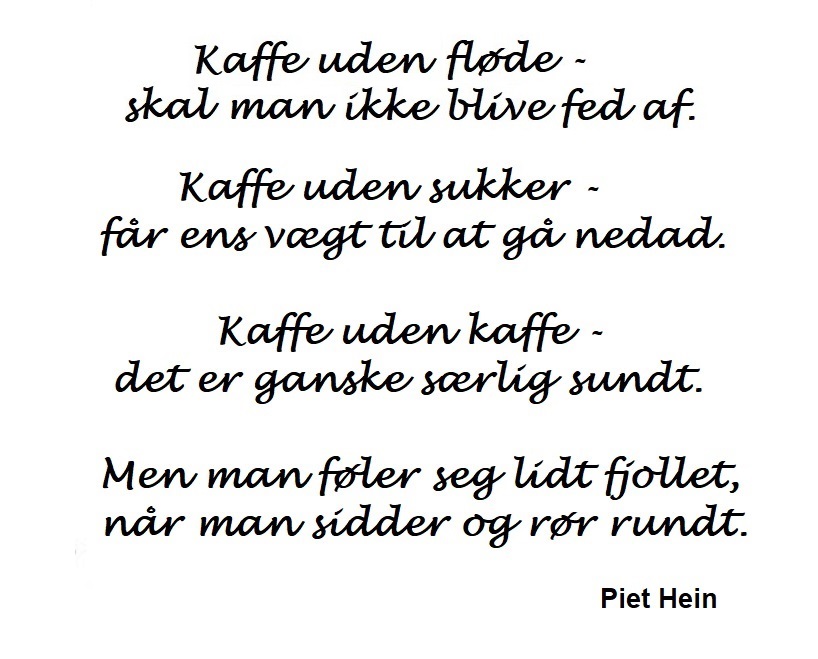 Kaffe uden fløde -
skal man ikke blive fed af.
Kaffe uden sukker -
får ens vægt til at gå nedad.
Kaffe uden kaffe -
det er ganske særlig sundt.
Men man føler seg lidt fjollet,
når man sidder og rør rundt.
Piet Hein